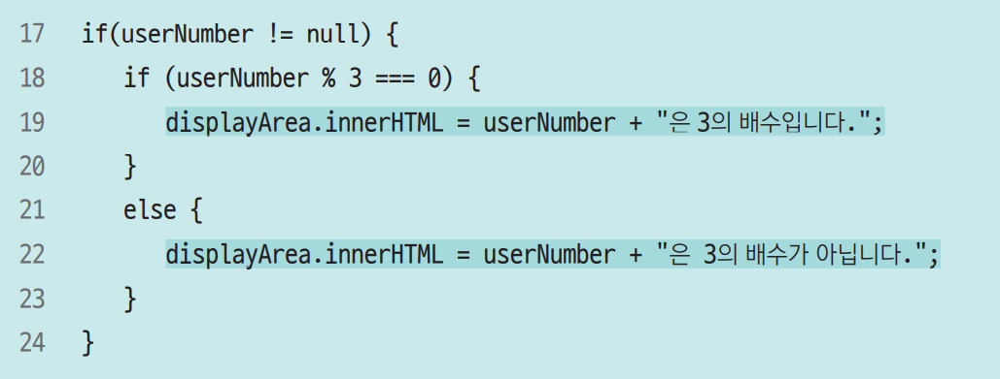 17 if(userNumber != null) {
18 if (userNumber % 3 === 0) {
19 displayArea.innerHTML = userNumber + "은 3의 배수입니다.";
20 }
21 else {
22 displayArea.innerHTML = userNumber + "은 3의 배수가 아닙니다.";
23 }
24 }